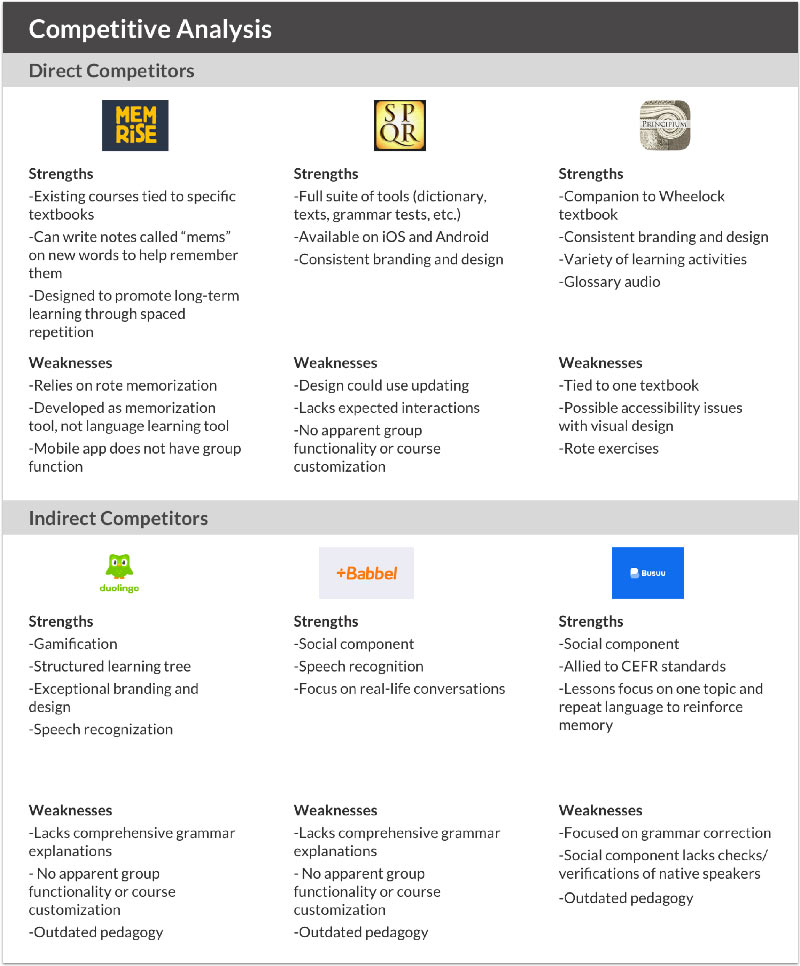 Competitive Analysis
Direct Competitors
MEM
RiSE
Strengths
-Existing courses tied to specific
textbooks
-Can write notes called “mems”
on new words to help remember
them
-Designed to promote long-term
learning through spaced
repetition
Weaknesses
-Relies on rote memorization
-Developed as memorization
tool, not language learning tool
-Mobile app does not have group
function
S P
Q R
Strengths
-Full suite of tools (dictionary,
texts, grammar tests, etc.)
-Available on iOS and Android
-Consistent branding and design
Weaknesses
-Design could use updating
-Lacks expected interactions
-No apparent group
functionality or course
customization
PRINCIPIUM
Strengths
-Companion to Wheelock
textbook
-Consistent branding and design
-Variety of learning activities
-Glossary audio
Weaknesses
-Tied to one textbook
-Possible accessibility issues
with visual design
-Rote exercises
Indirect Competitors
duolingo
Strengths
-Gamification
-Structured learning tree
-Exceptional branding and
design
-Speech recognization
Weaknesses
-Lacks comprehensive grammar
explanations
- No apparent group
functionality or course
customization
-Outdated pedagogy
+Babbel
Strengths
-Social component
-Speech recognition
-Focus on real-life conversations
Weaknesses
-Lacks comprehensive grammar
explanations
- No apparent group
functionality or course
customization
-Outdated pedagogy
Busuu
Strengths
-Social component
-Allied to CEFR standards
-Lessons focus on one topic and
repeat language to reinforce
memory
Weaknesses
-Focused on grammar correction
-Social component lacks checks/
verifications of native speakers
-Outdated pedagogy